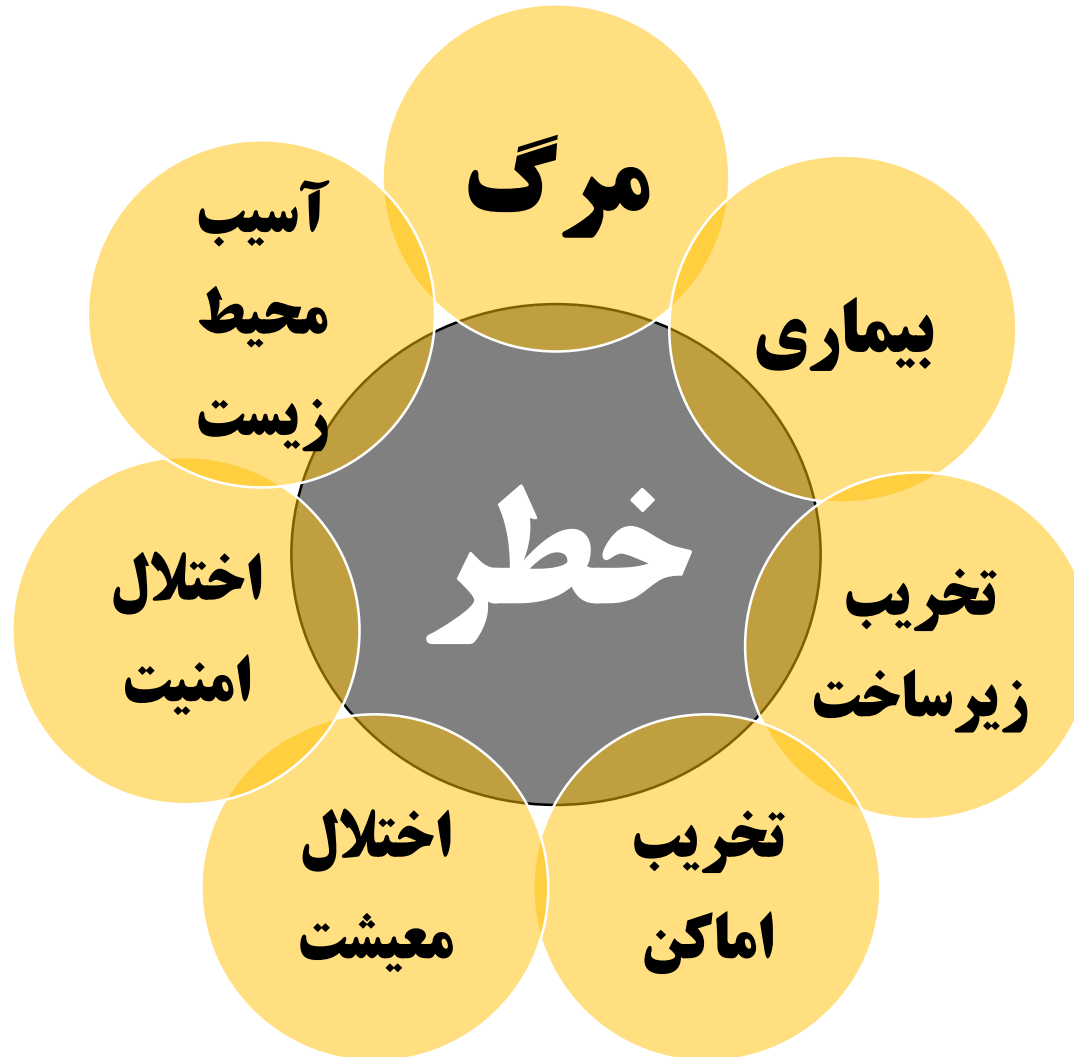 مرگ
بیماری
تخریب
زیرساخت
تخریب
اماکن
اختلال
معیشت
اختلال
امنیت
آسیب
محیط
زیست
خطر